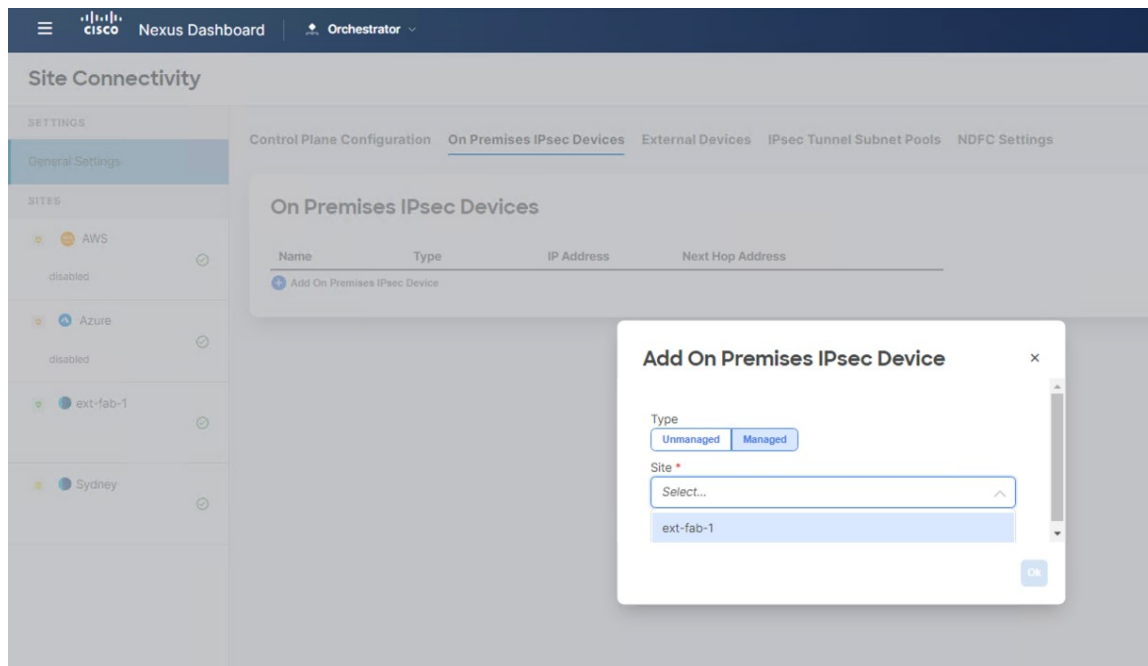 cisco Nexus Dashboard Orchestrator
Site Connectivity
SETTINGS
General Settings
SITES
AWS
disabled
Azure
disabled
ext-fab-1
Sydney
Control Plane Configuration On Premises IPsec Devices External Devices IPsec Tunnel Subnet Pools NDFC Settings
On Premises IPsec Devices
Name Type IP Address Next Hop Address
Add On Premises IPsec Device
Add On Premises IPsec Device
Type
Unmanaged Managed
Site *
Select...
ext-fab-1
Ok